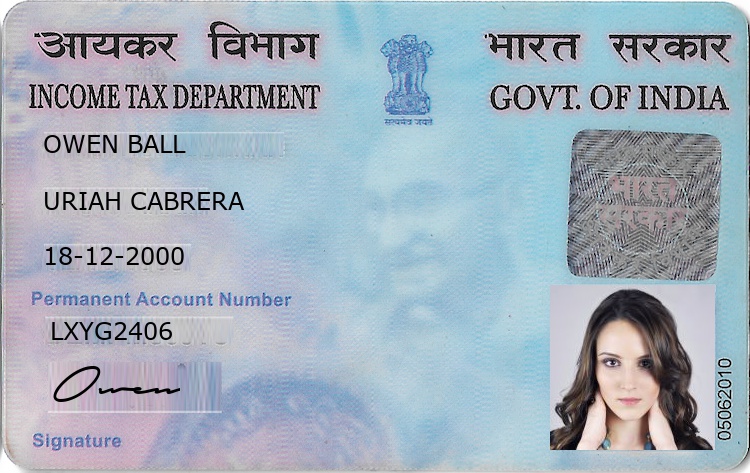 आयकर विभाग
भारत सरकार
INCOME TAX DEPARTMENT
GOVT. OF INDIA
सत्यमेव जयते
OWEN BALL
URIAH CABRERA
18-12-2000
Permanent Account Number
LXYG2406
Owen
Signature
भारत
सरकार
05062010